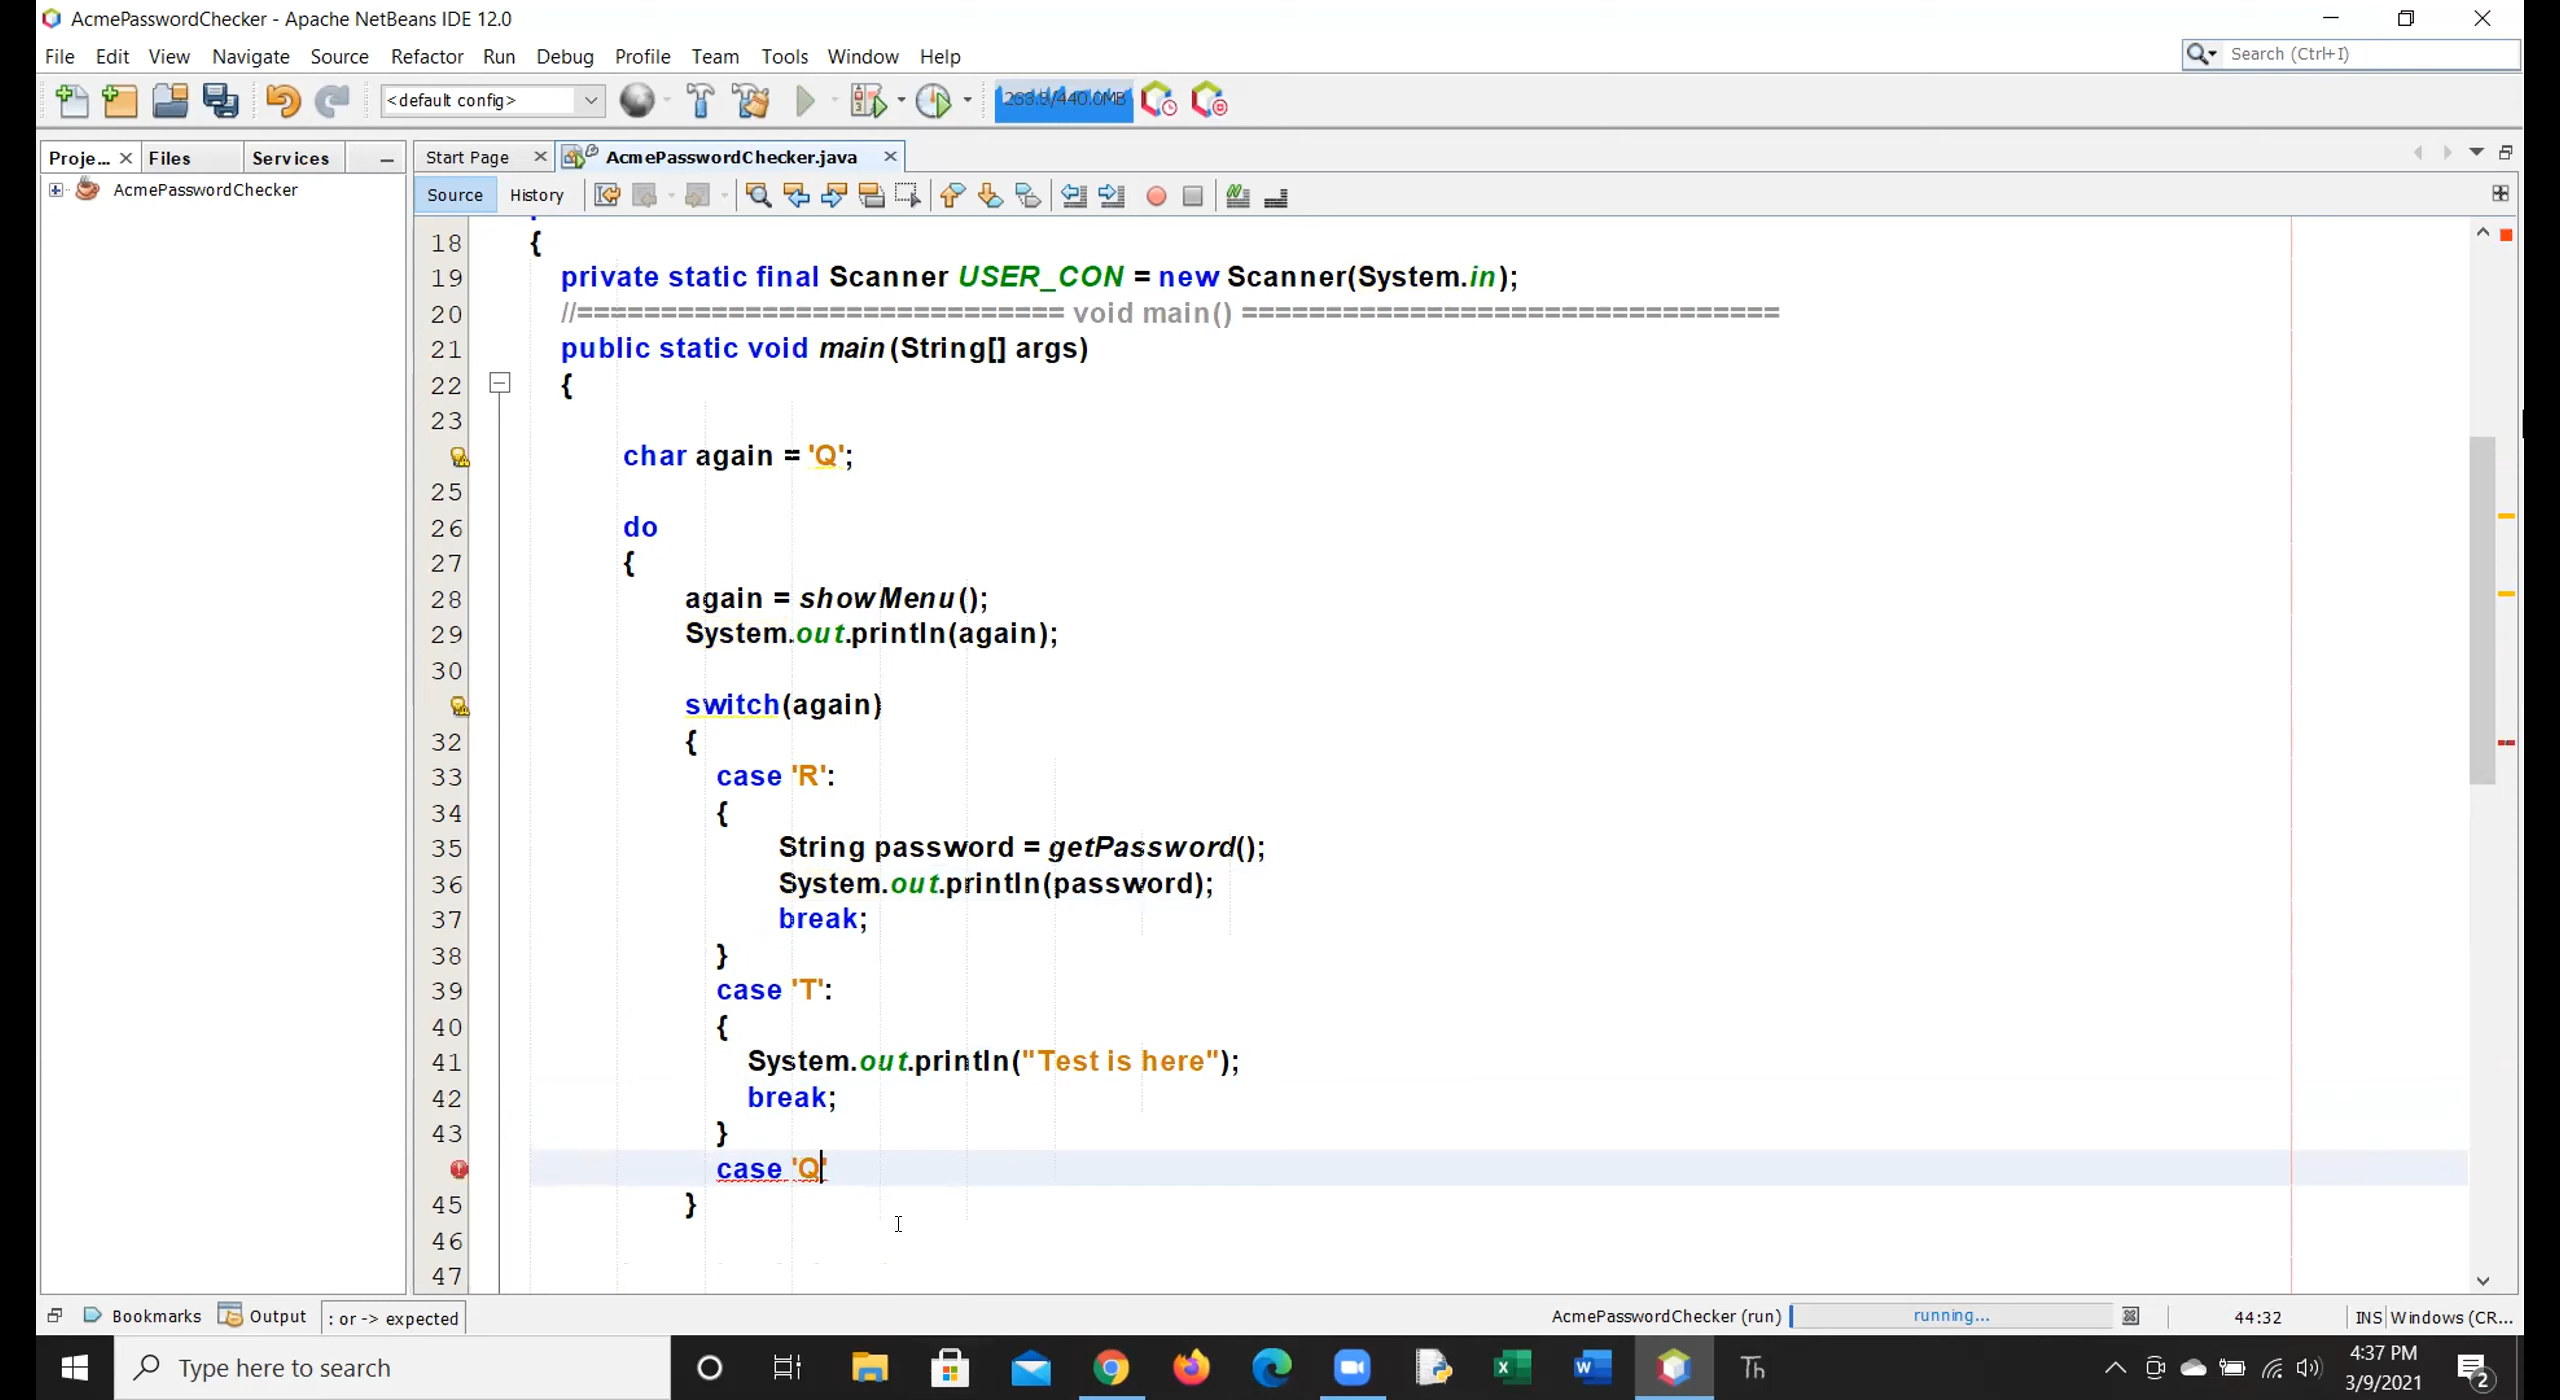 AcmePasswordChecker - Apache NetBeans IDE 12.0
File Edit View Navigate Source Refactor Run Debug Profile Team Tools Window Help
Search (Ctrl+I)
<default config>
Proje... Files Services
Start Page AcmePasswordChecker.java
AcmePasswordChecker
Source History
18 {
19 private static final Scanner USER_CON = new Scanner(System.in);
20 //============================= void main() ================================
21 public static void main(String[] args)
22 {
23
char again = 'Q';
25
26 do
27 {
28 again = showMenu();
29 System.out.println(again);
30
switch(again)
32 {
33 case 'R':
34 {
35 String password = getPassword();
36 System.out.println(password);
37 break;
38 }
39 case 'T':
40 {
41 System.out.println("Test is here");
42 break;
43 }
case 'Q'
45 }
46
47
Bookmarks Output : or -> expected AcmePasswordChecker (run) running... 44:32 INS Windows (CR...
Type here to search
Th
4:37 PM
3/9/2021
2